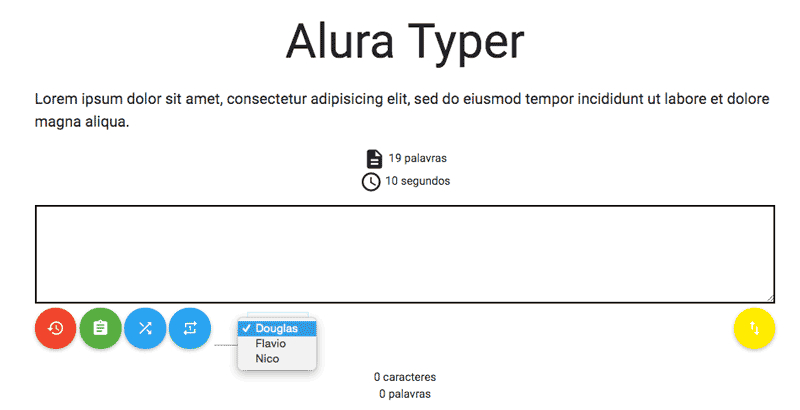 Alura Typer
Lorem ipsum dolor sit amet, consectetur adipisicing elit, sed do eiusmod tempor incididunt ut labore et dolore
magna aliqua.
19 palavras
10 segundos
Douglas
Flavio
Nico
0 caracteres
0 palavras